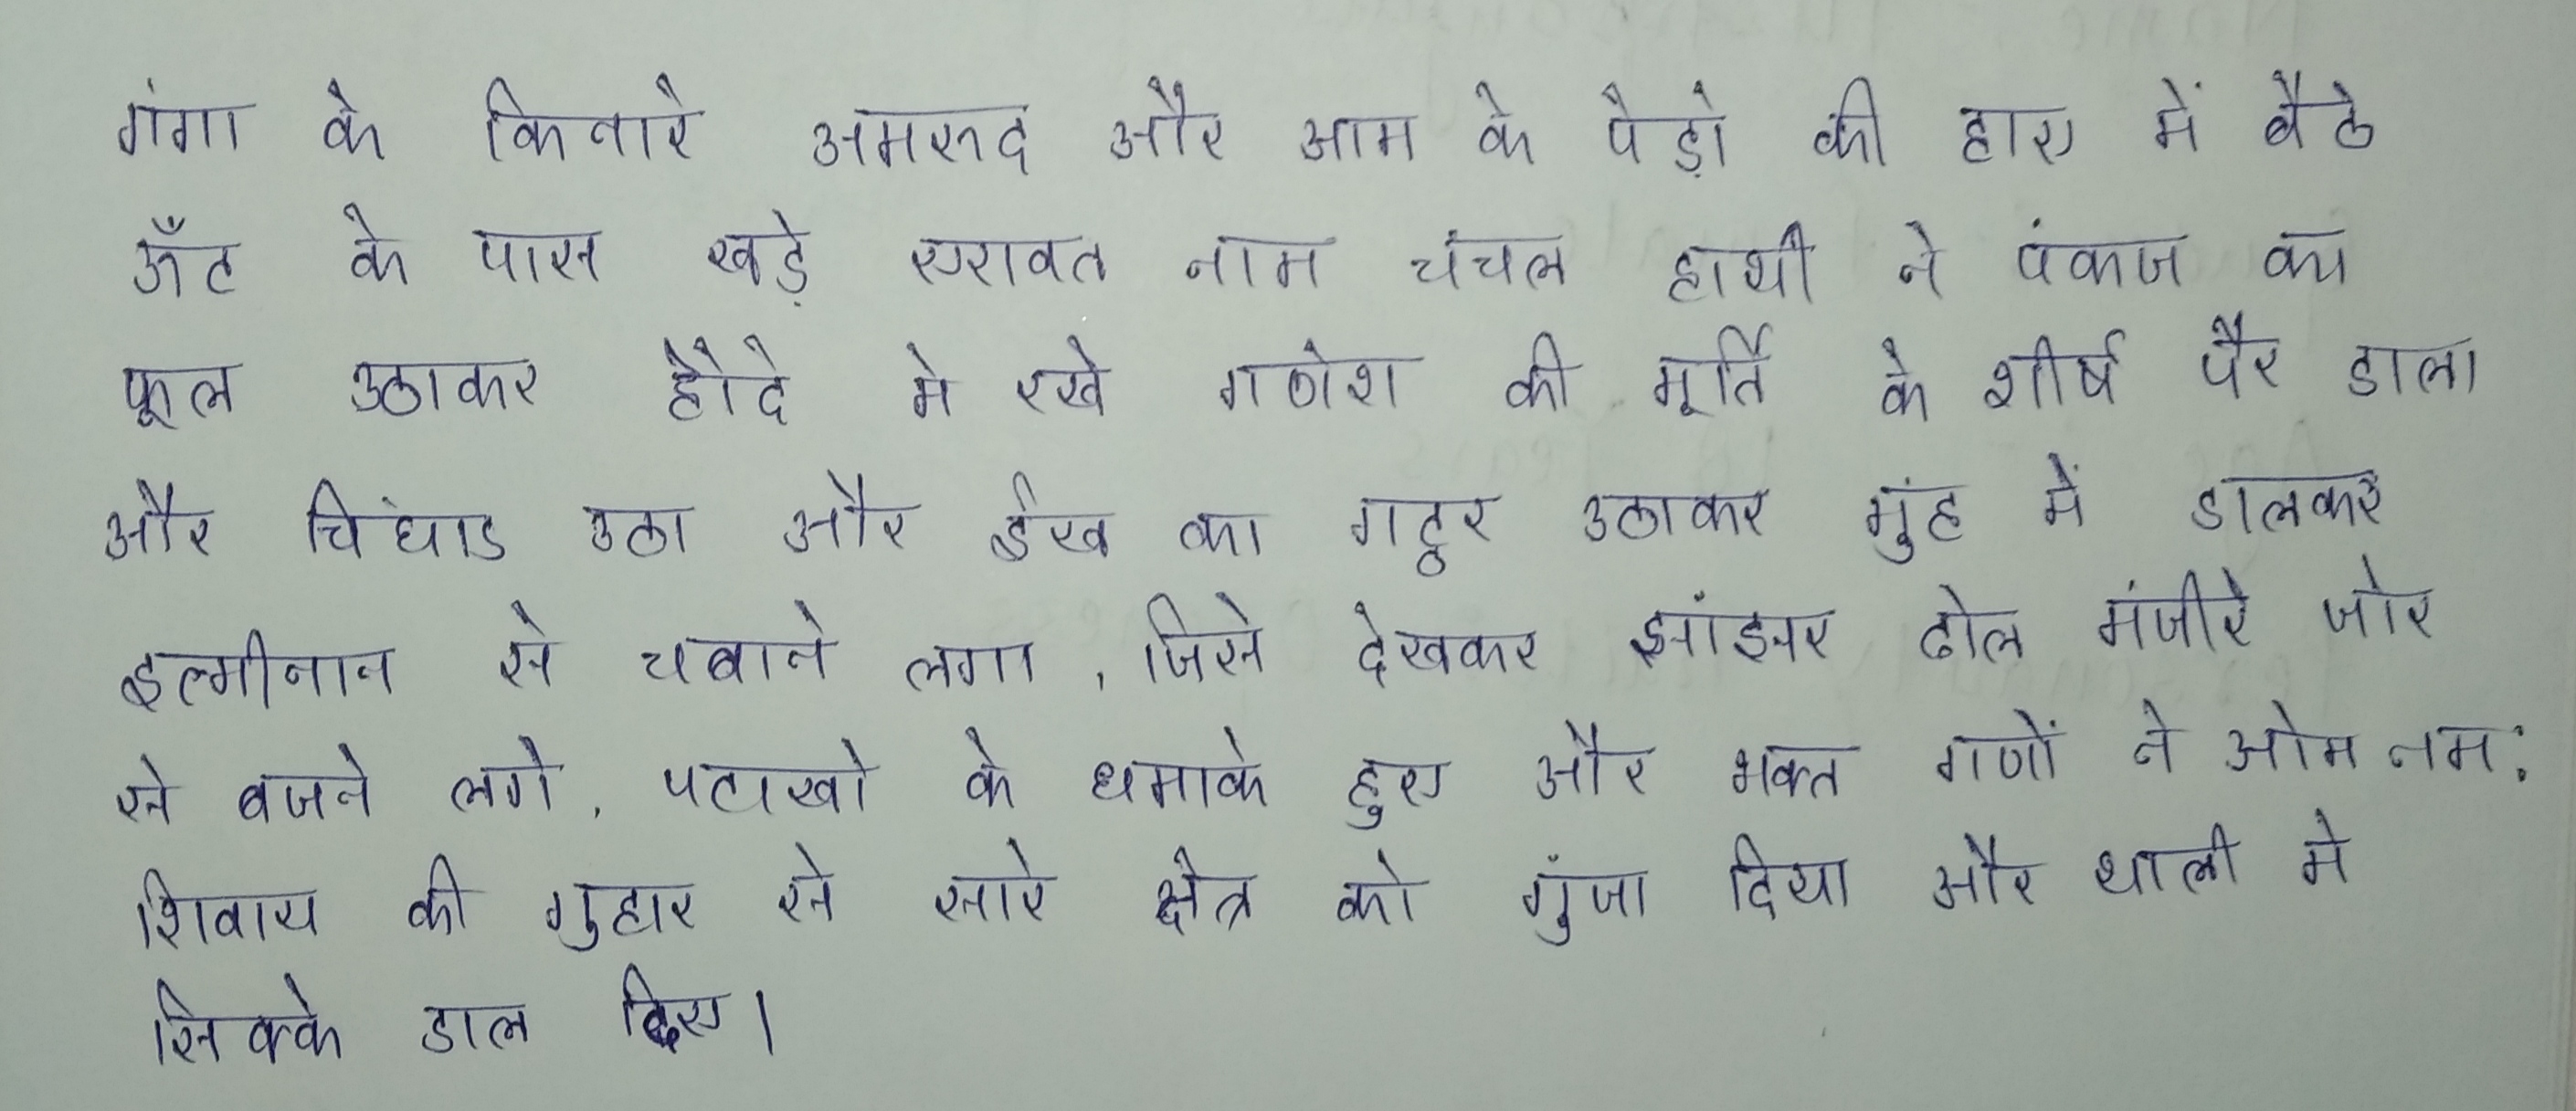 गंगा के किनारे अमरुद और आम के पेड़ो की हाए में बैठे
ऊँट के पास खड़े एरावत नाम चंचल हाथी ने पंकज का
फूल उठाकर हौदे मे रखे गणेश की मूर्ति के शीर्ष पैर डाला
और चिंघाड उठा और ईख का गट्ठर उठाकर मुंह में डालकर
इत्मीनान से चबाने लगा, जिसे देखकर झांझर ढोल मंजीरे जोर
से बजने लगे, पटाखो के धमाके हुए और भक्त गणों ने ओम नम:
शिवाय की गुहार से सारे क्षेत्र को गुंजा दिया और थाली मे
सिक्के डाल दिए।